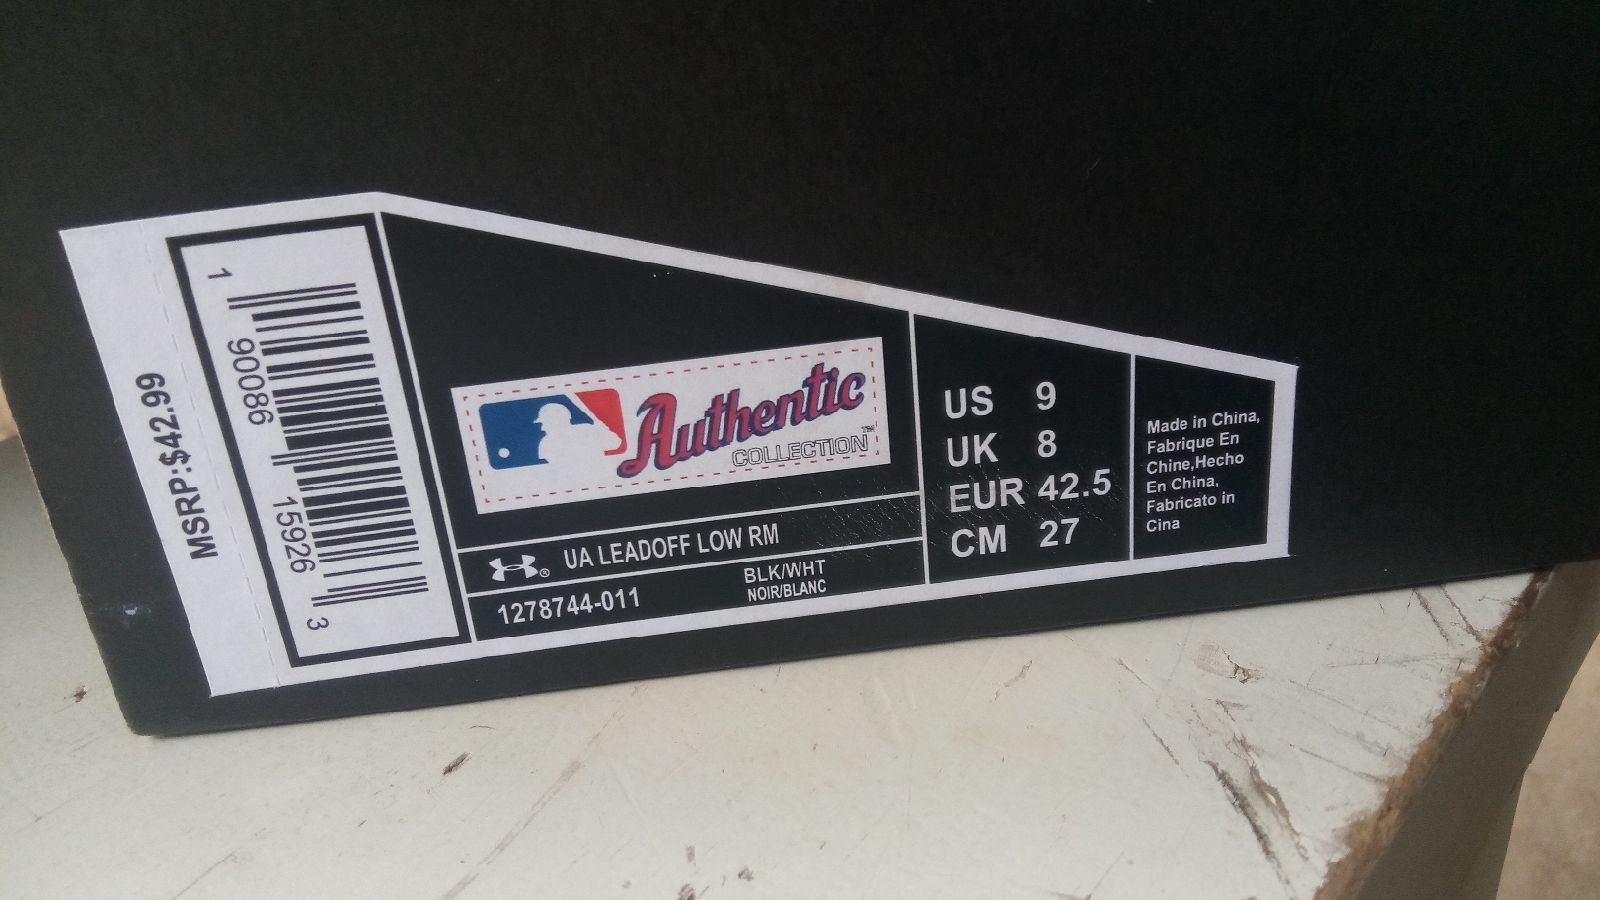 MSRP:$42.99
1 90086 15926 3
Authentic
COLLECTION™
® UA LEADOFF LOW RM
1278744-011 BLK/WHT
NOIR/BLANC
US 9
UK 8
EUR 42.5
CM 27
Made in China,
Fabrique En
Chine,Hecho
En China,
Fabricato in
Cina